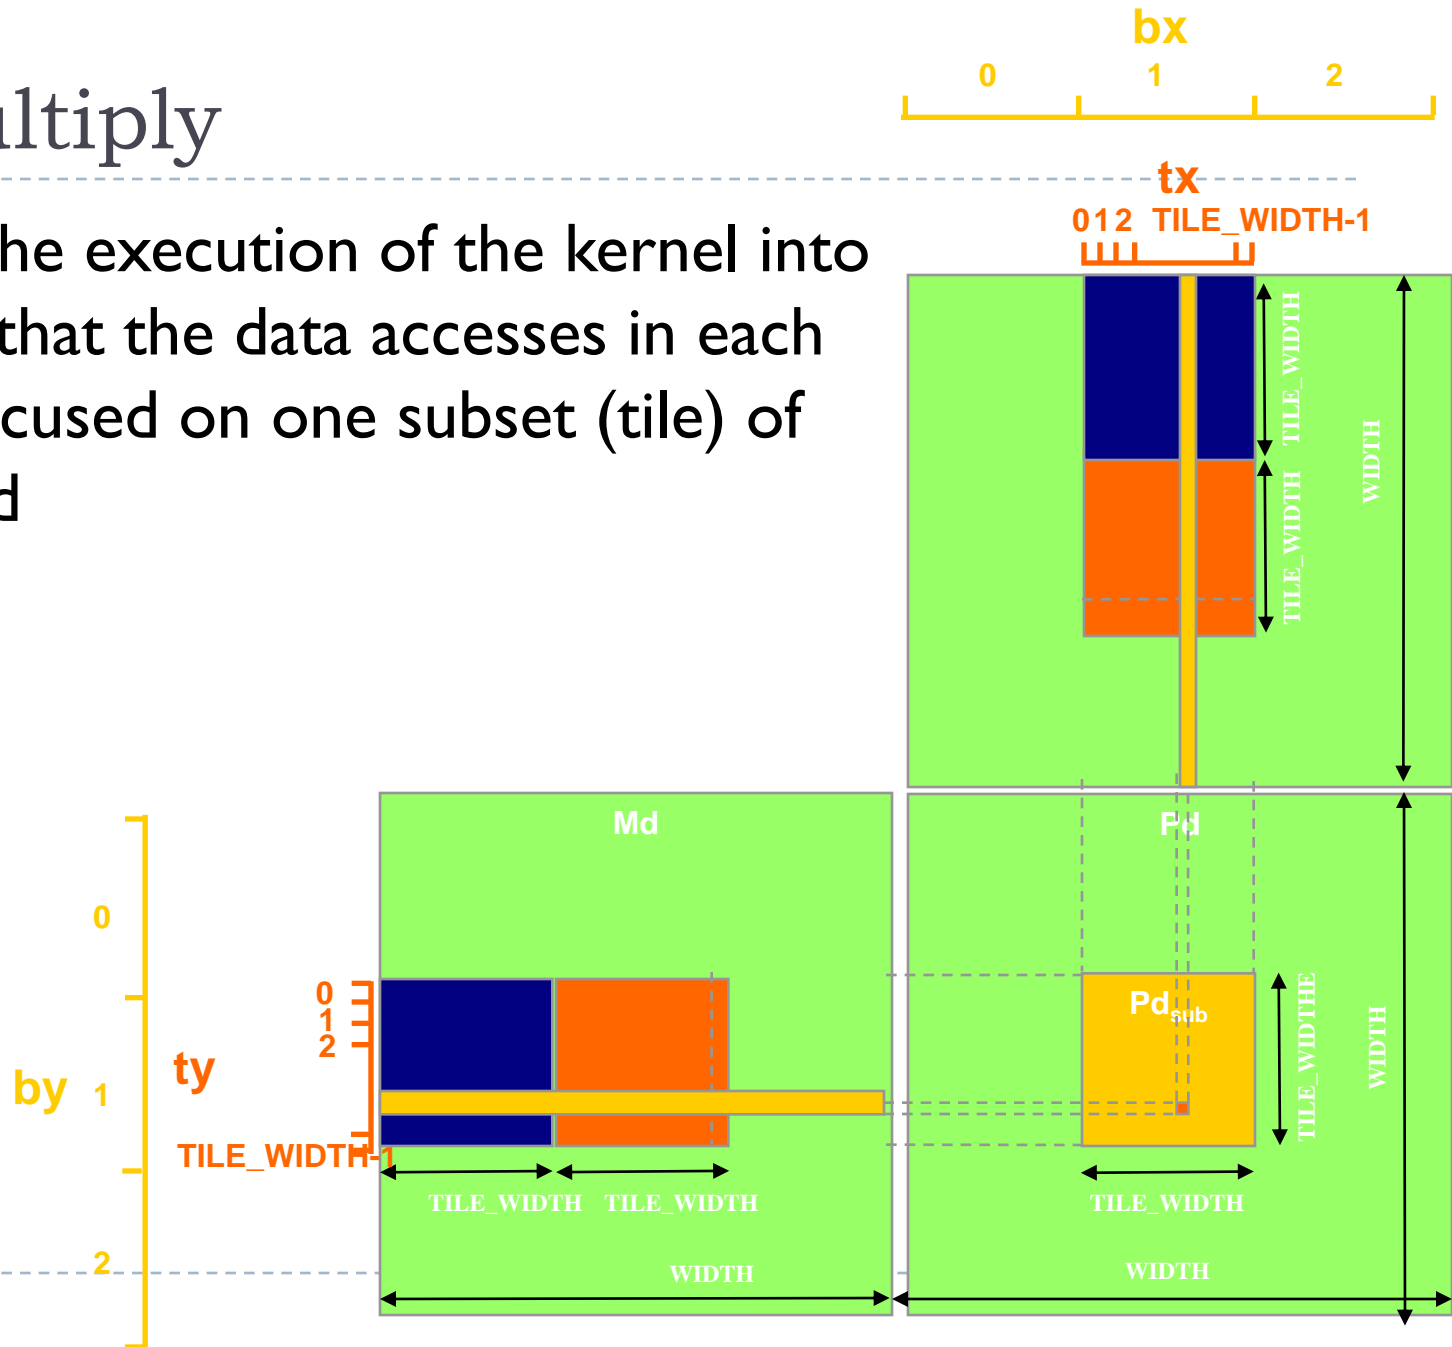 bx
0 1 2
ultiply
tx
0 1 2 TILE_WIDTH-1
he execution of the kernel into
that the data accesses in each
cused on one subset (tile) of
d
TILE_WIDTH
TILE_WIDTH
WIDTH
Md
Pd
0
1
2
by
ty
0
1
2
TILE_WIDTH-1
Pdsub
TILE_WIDTHE
WIDTH
TILE_WIDTH TILE_WIDTH
TILE_WIDTH
WIDTH
WIDTH